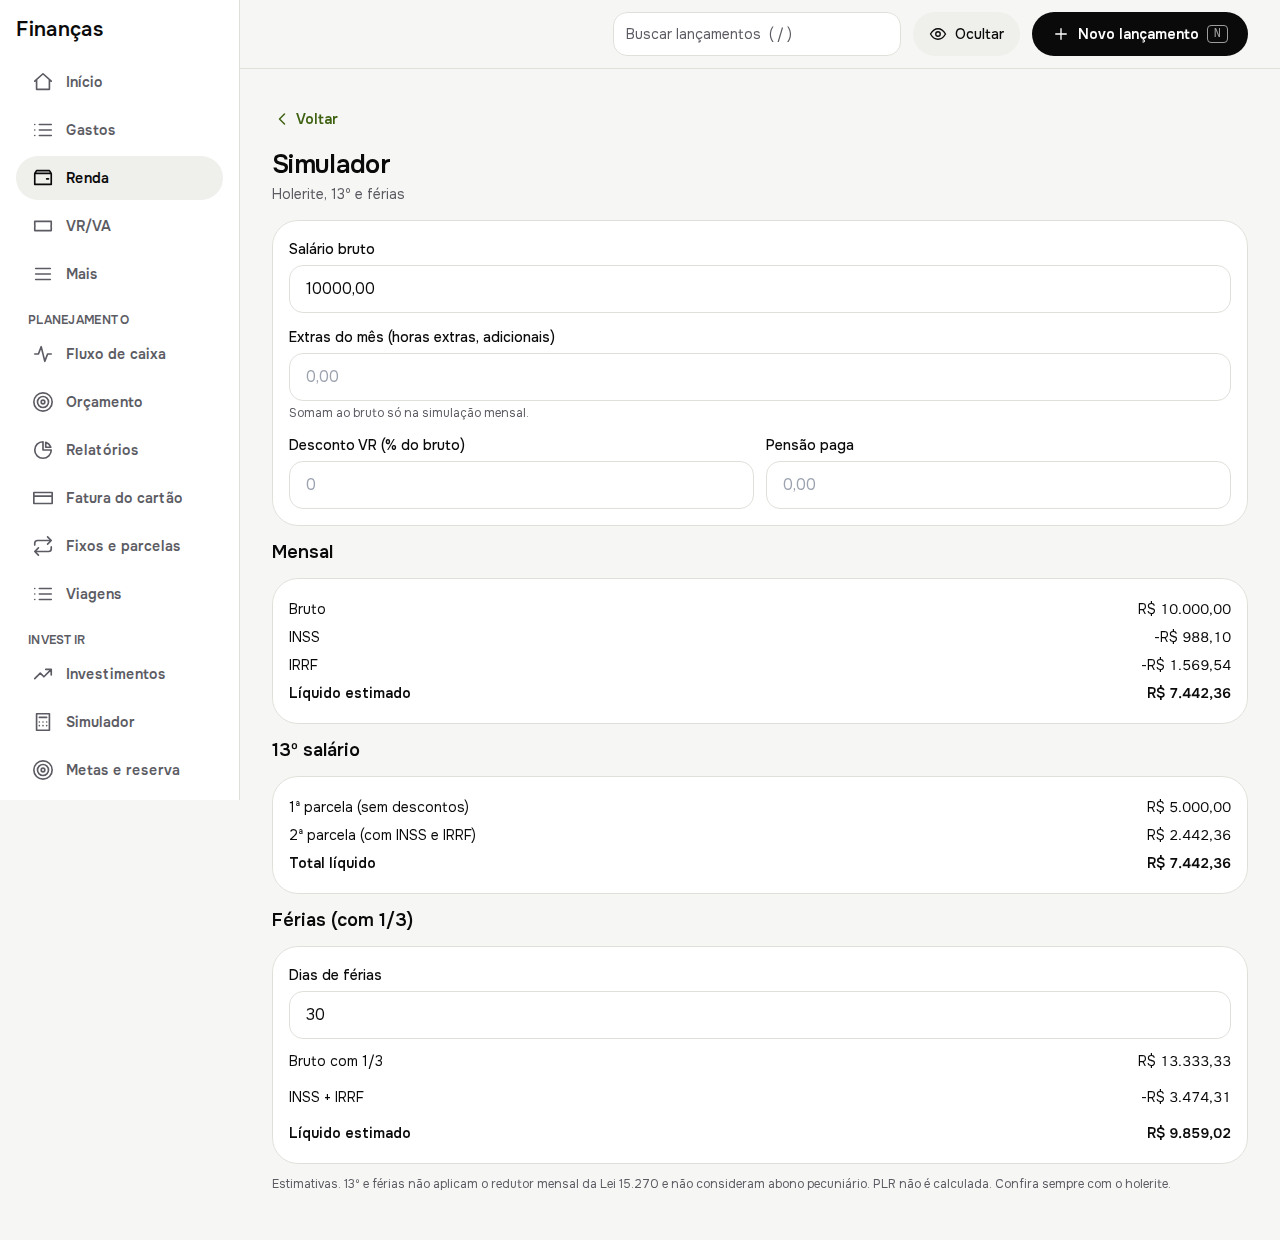 Finanças
Buscar lançamentos ( / )
Ocultar
Novo lançamento N
Início
Gastos
Renda
VR/VA
Mais
PLANEJAMENTO
Fluxo de caixa
Orçamento
Relatórios
Fatura do cartão
Fixos e parcelas
Viagens
INVESTIR
Investimentos
Simulador
Metas e reserva
Voltar
Simulador
Holerite, 13º e férias
Salário bruto
10000,00
Extras do mês (horas extras, adicionais)
0,00
Somam ao bruto só na simulação mensal.
Desconto VR (% do bruto) Pensão paga
0 0,00
Mensal
Bruto R$ 10.000,00
INSS -R$ 988,10
IRRF -R$ 1.569,54
Líquido estimado R$ 7.442,36
13º salário
1ª parcela (sem descontos) R$ 5.000,00
2ª parcela (com INSS e IRRF) R$ 2.442,36
Total líquido R$ 7.442,36
Férias (com 1/3)
Dias de férias
30
Bruto com 1/3 R$ 13.333,33
INSS + IRRF -R$ 3.474,31
Líquido estimado R$ 9.859,02
Estimativas. 13º e férias não aplicam o redutor mensal da Lei 15.270 e não consideram abono pecuniário. PLR não é calculada. Confira sempre com o holerite.